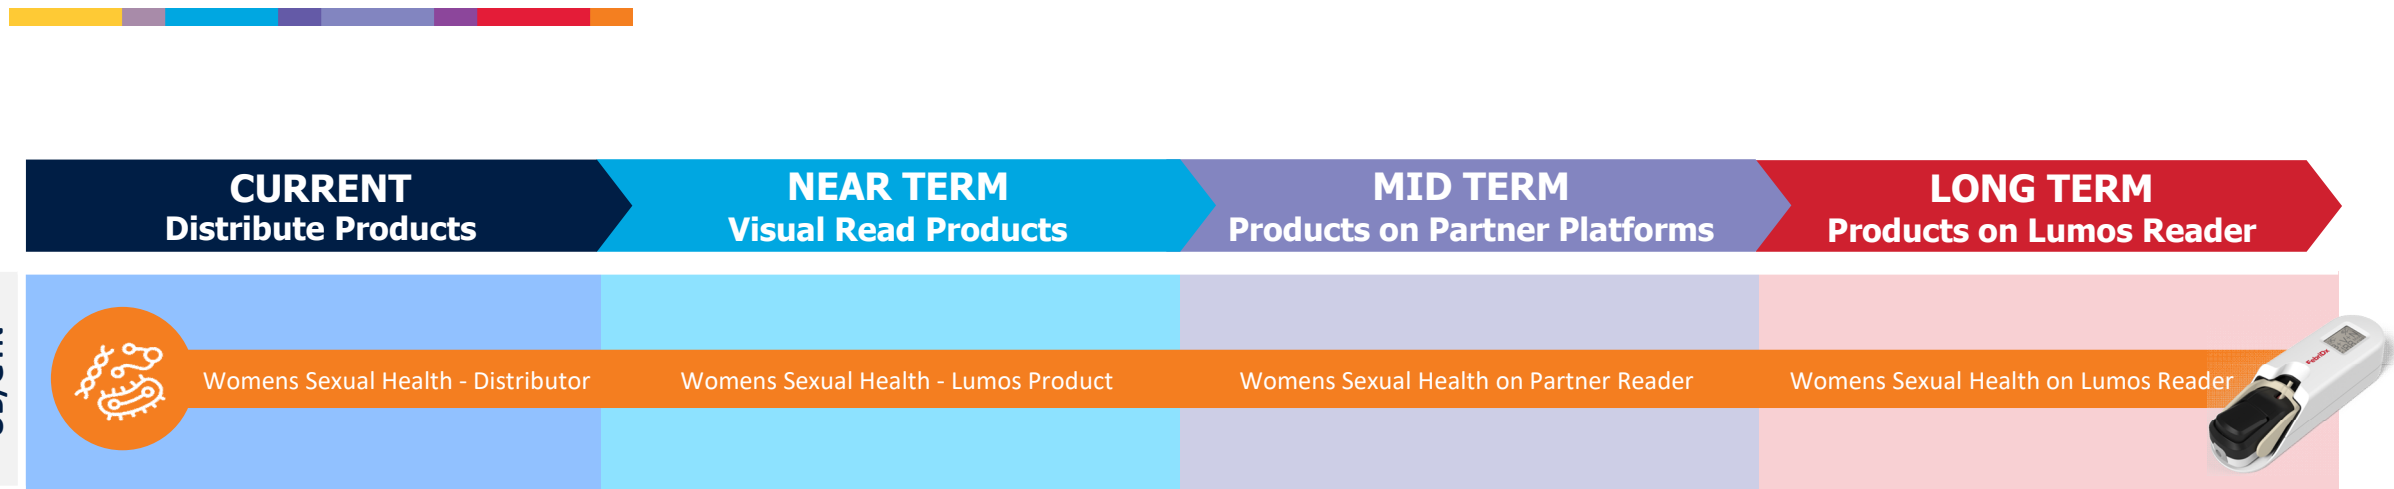 CURRENT
Distribute Products
NEAR TERM
Visual Read Products
MID TERM
Products on Partner Platforms
LONG TERM
Products on Lumos Reader
Womens Sexual Health - Distributor
Womens Sexual Health - Lumos Product
Womens Sexual Health on Partner Reader
Womens Sexual Health on Lumos Reader
FebriDx